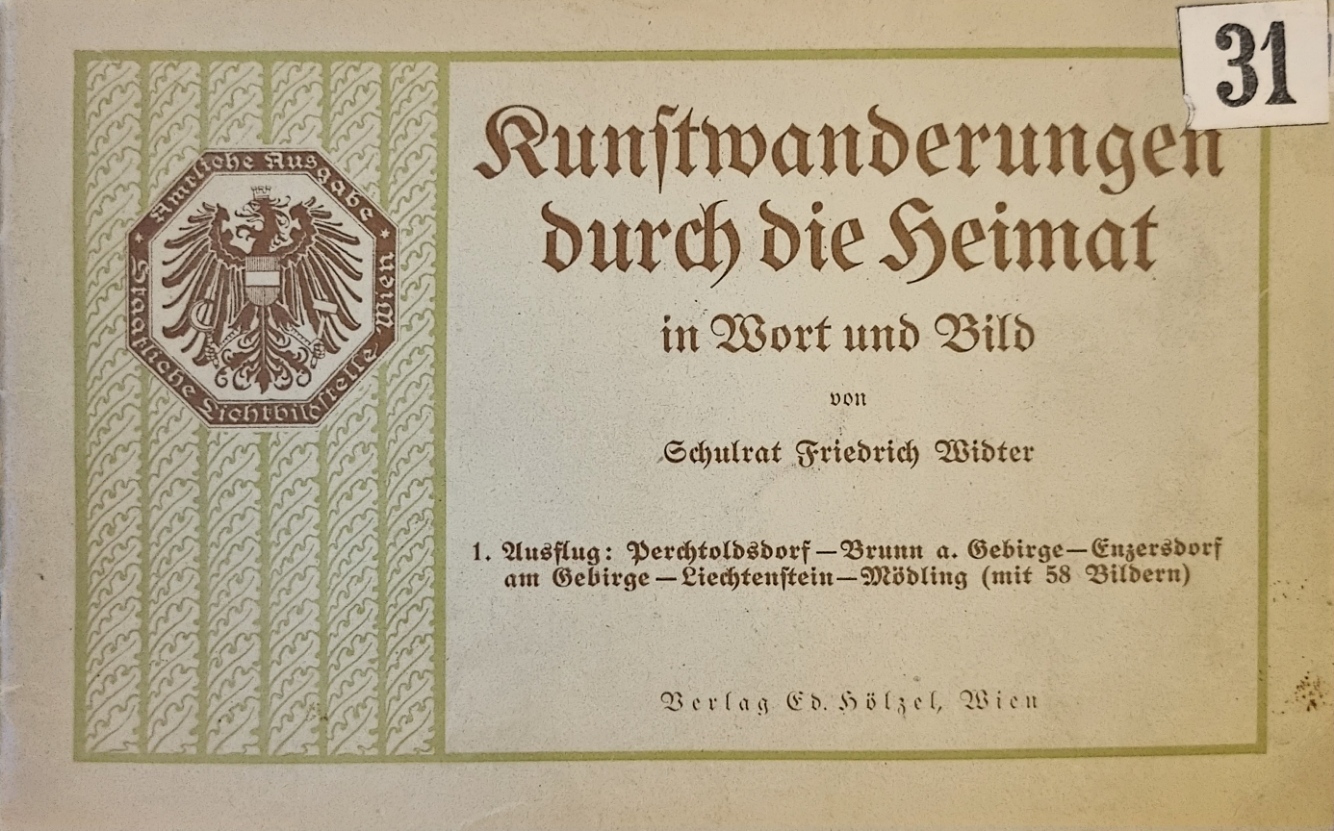 31
Amtliche Ausgabe * Staatliche Lichtbildstelle Wien *
Kunstwanderungen
durch die Heimat
in Wort und Bild
von
Schulrat Friedrich Widter
1. Ausflug: Perchtoldsdorf—Brunn a. Gebirge—Enzersdorf
am Gebirge—Liechtenstein—Mödling (mit 58 Bildern)
Verlag Ed. Hölzel, Wien